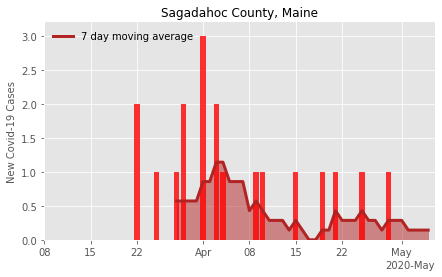 Sagadahoc County, Maine
7 day moving average
New Covid-19 Cases
3.0
2.5
2.0
1.5
1.0
0.5
0.0
08 15 22 Apr 08 15 22 May
2020-May